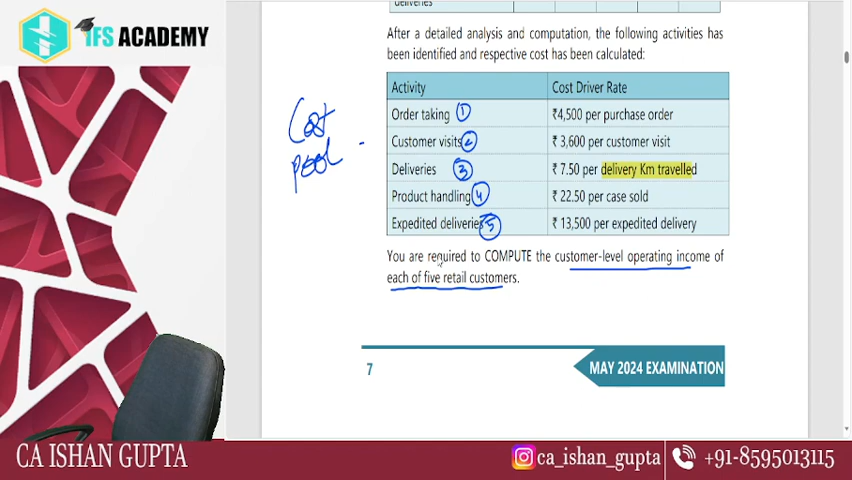 IFS ACADEMY
deliveries
After a detailed analysis and computation, the following activities has
been identified and respective cost has been calculated:
Activity Cost Driver Rate
Order taking 1 ₹4,500 per purchase order
Customer visits 2 ₹ 3,600 per customer visit
Deliveries 3 ₹ 7.50 per delivery Km travelled
Product handling 4 ₹ 22.50 per case sold
Expedited deliveries 5 ₹ 13,500 per expedited delivery
Cost
pool -
You are required to COMPUTE the customer-level operating income of
each of five retail customers.
7
MAY 2024 EXAMINATION
CA ISHAN GUPTA
ca_ishan_gupta
+91-8595013115